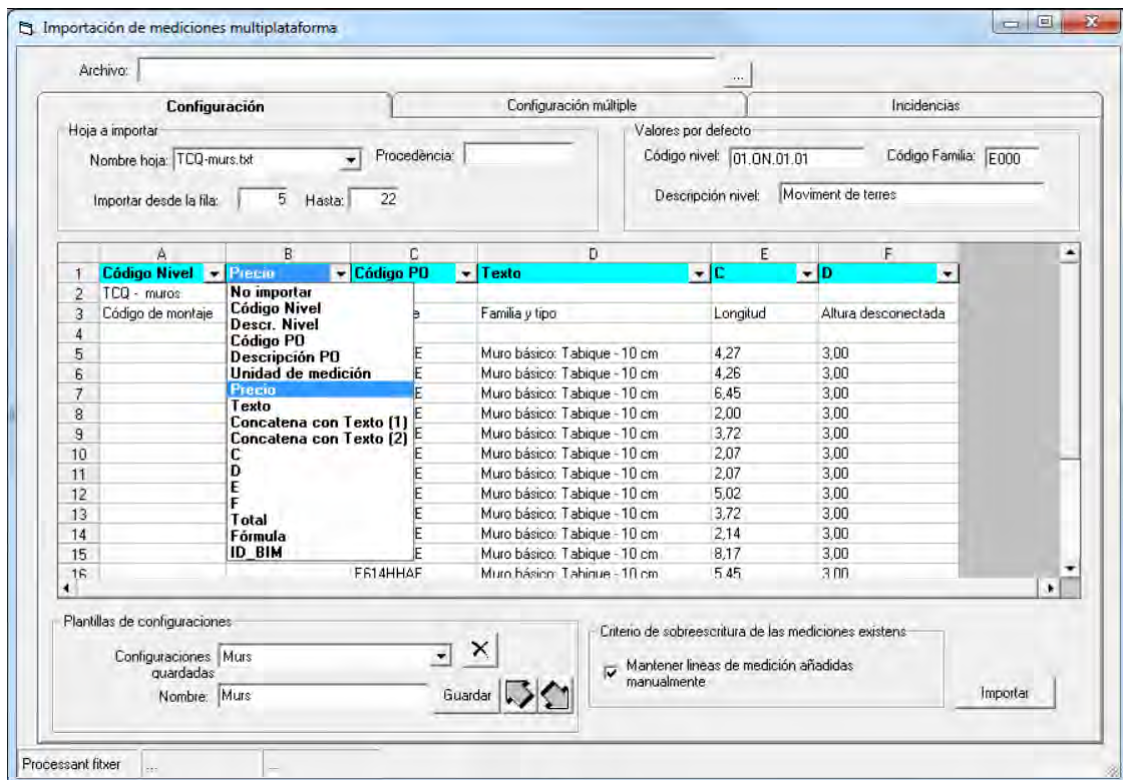 Importación de mediciones multiplataforma
Archivo:
...
Configuración Configuración múltiple Incidencias
Hoja a importar
Nombre hoja: TCQ-murs.txt Procedència:
Importar desde la fila: 5 Hasta: 22
Valores por defecto
Código nivel: 01.ON.01.01 Código Familia: E000
Descripción nivel: Moviment de terres
A B C D E F
1 Código Nivel Precio Código PO Texto C D
2 TCQ - muros
3 Código de montaje Familia y tipo Longitud Altura desconectada
4
5 E Muro básico: Tabique - 10 cm 4,27 3,00
6 E Muro básico: Tabique - 10 cm 4,26 3,00
7 E Muro básico: Tabique - 10 cm 6,45 3,00
8 E Muro básico: Tabique - 10 cm 2,00 3,00
9 E Muro básico: Tabique - 10 cm 3,72 3,00
10 E Muro básico: Tabique - 10 cm 2,07 3,00
11 E Muro básico: Tabique - 10 cm 2,07 3,00
12 E Muro básico: Tabique - 10 cm 5,02 3,00
13 E Muro básico: Tabique - 10 cm 3,72 3,00
14 E Muro básico: Tabique - 10 cm 2,14 3,00
15 E Muro básico: Tabique - 10 cm 8,17 3,00
16 E614HHAE Muro básico: Tabique - 10 cm 5,45 3,00
No importar
Código Nivel
Descr. Nivel
Código PO
Descripción PO
Unidad de medición
Precio
Texto
Concatena con Texto (1)
Concatena con Texto (2)
C
D
E
F
Total
Fórmula
ID_BIM
Plantillas de configuraciones
Configuraciones guardadas Murs
Nombre: Murs Guardar
Criterio de sobreescritura de las mediciones existens
Mantener lineas de medición añadidas
manualmente
Importar
Processant fitxer ... ...